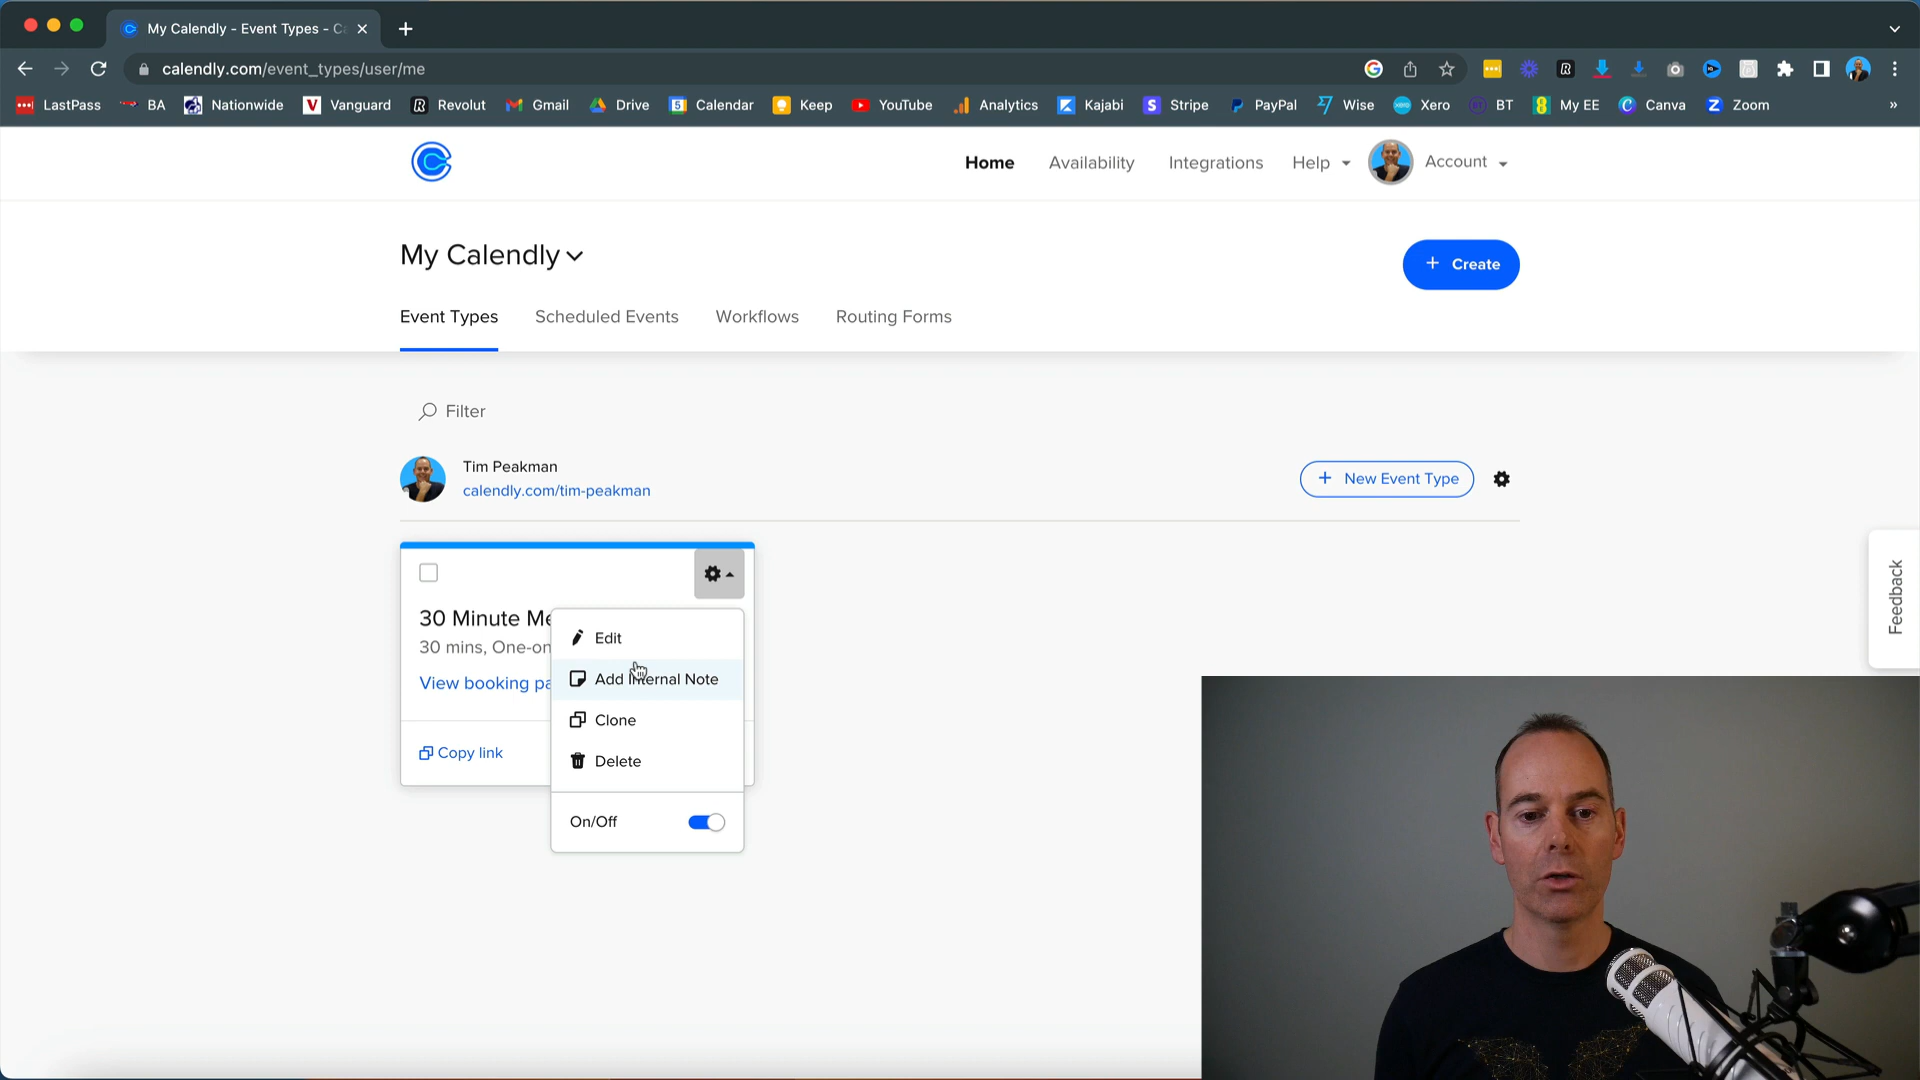 My Calendly - Event Types - C
calendly.com/event_types/user/me
LastPass BA Nationwide Vanguard Revolut Gmail Drive Calendar Keep YouTube Analytics Kajabi Stripe PayPal Wise Xero BT My EE Canva Zoom
Home Availability Integrations Help Account
My Calendly
+ Create
Event Types Scheduled Events Workflows Routing Forms
Filter
Tim Peakman
calendly.com/tim-peakman
+ New Event Type
Feedback
30 Minute Me
30 mins, One-on
View booking pa
Copy link
Edit
Add Internal Note
Clone
Delete
On/Off